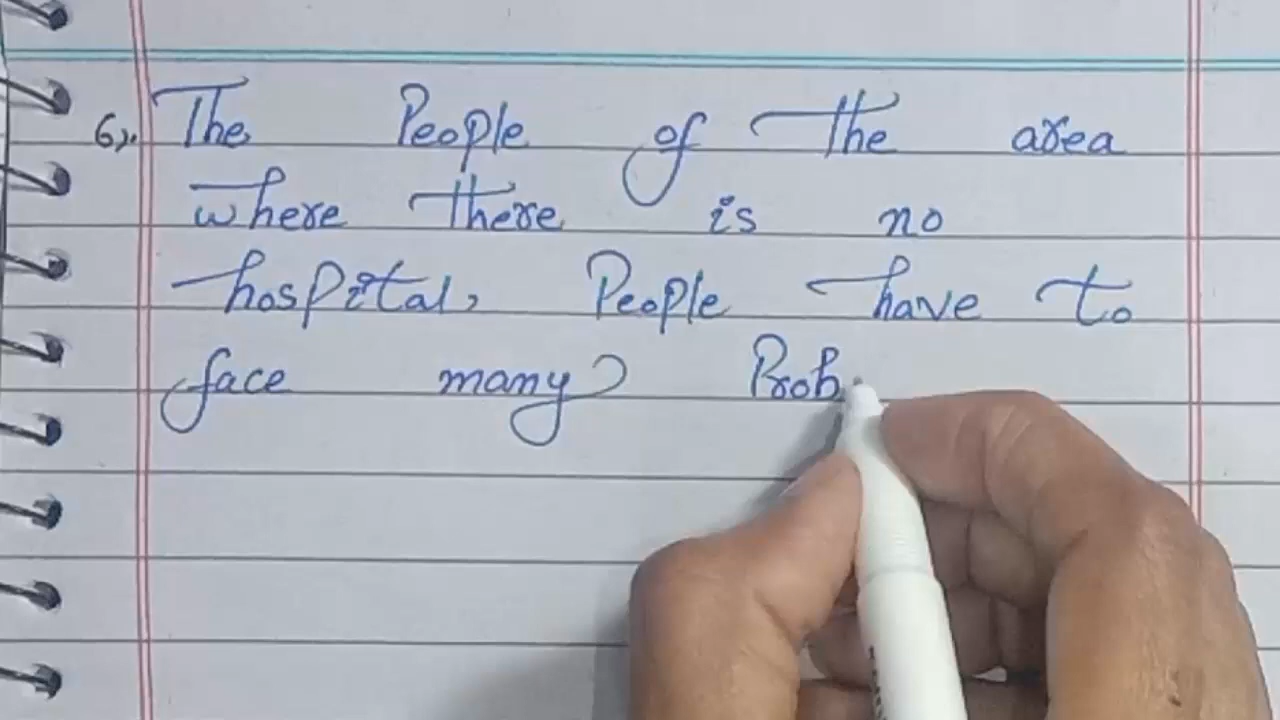 6). The People of the area
where there is no
hospital, People have to
face many Prob